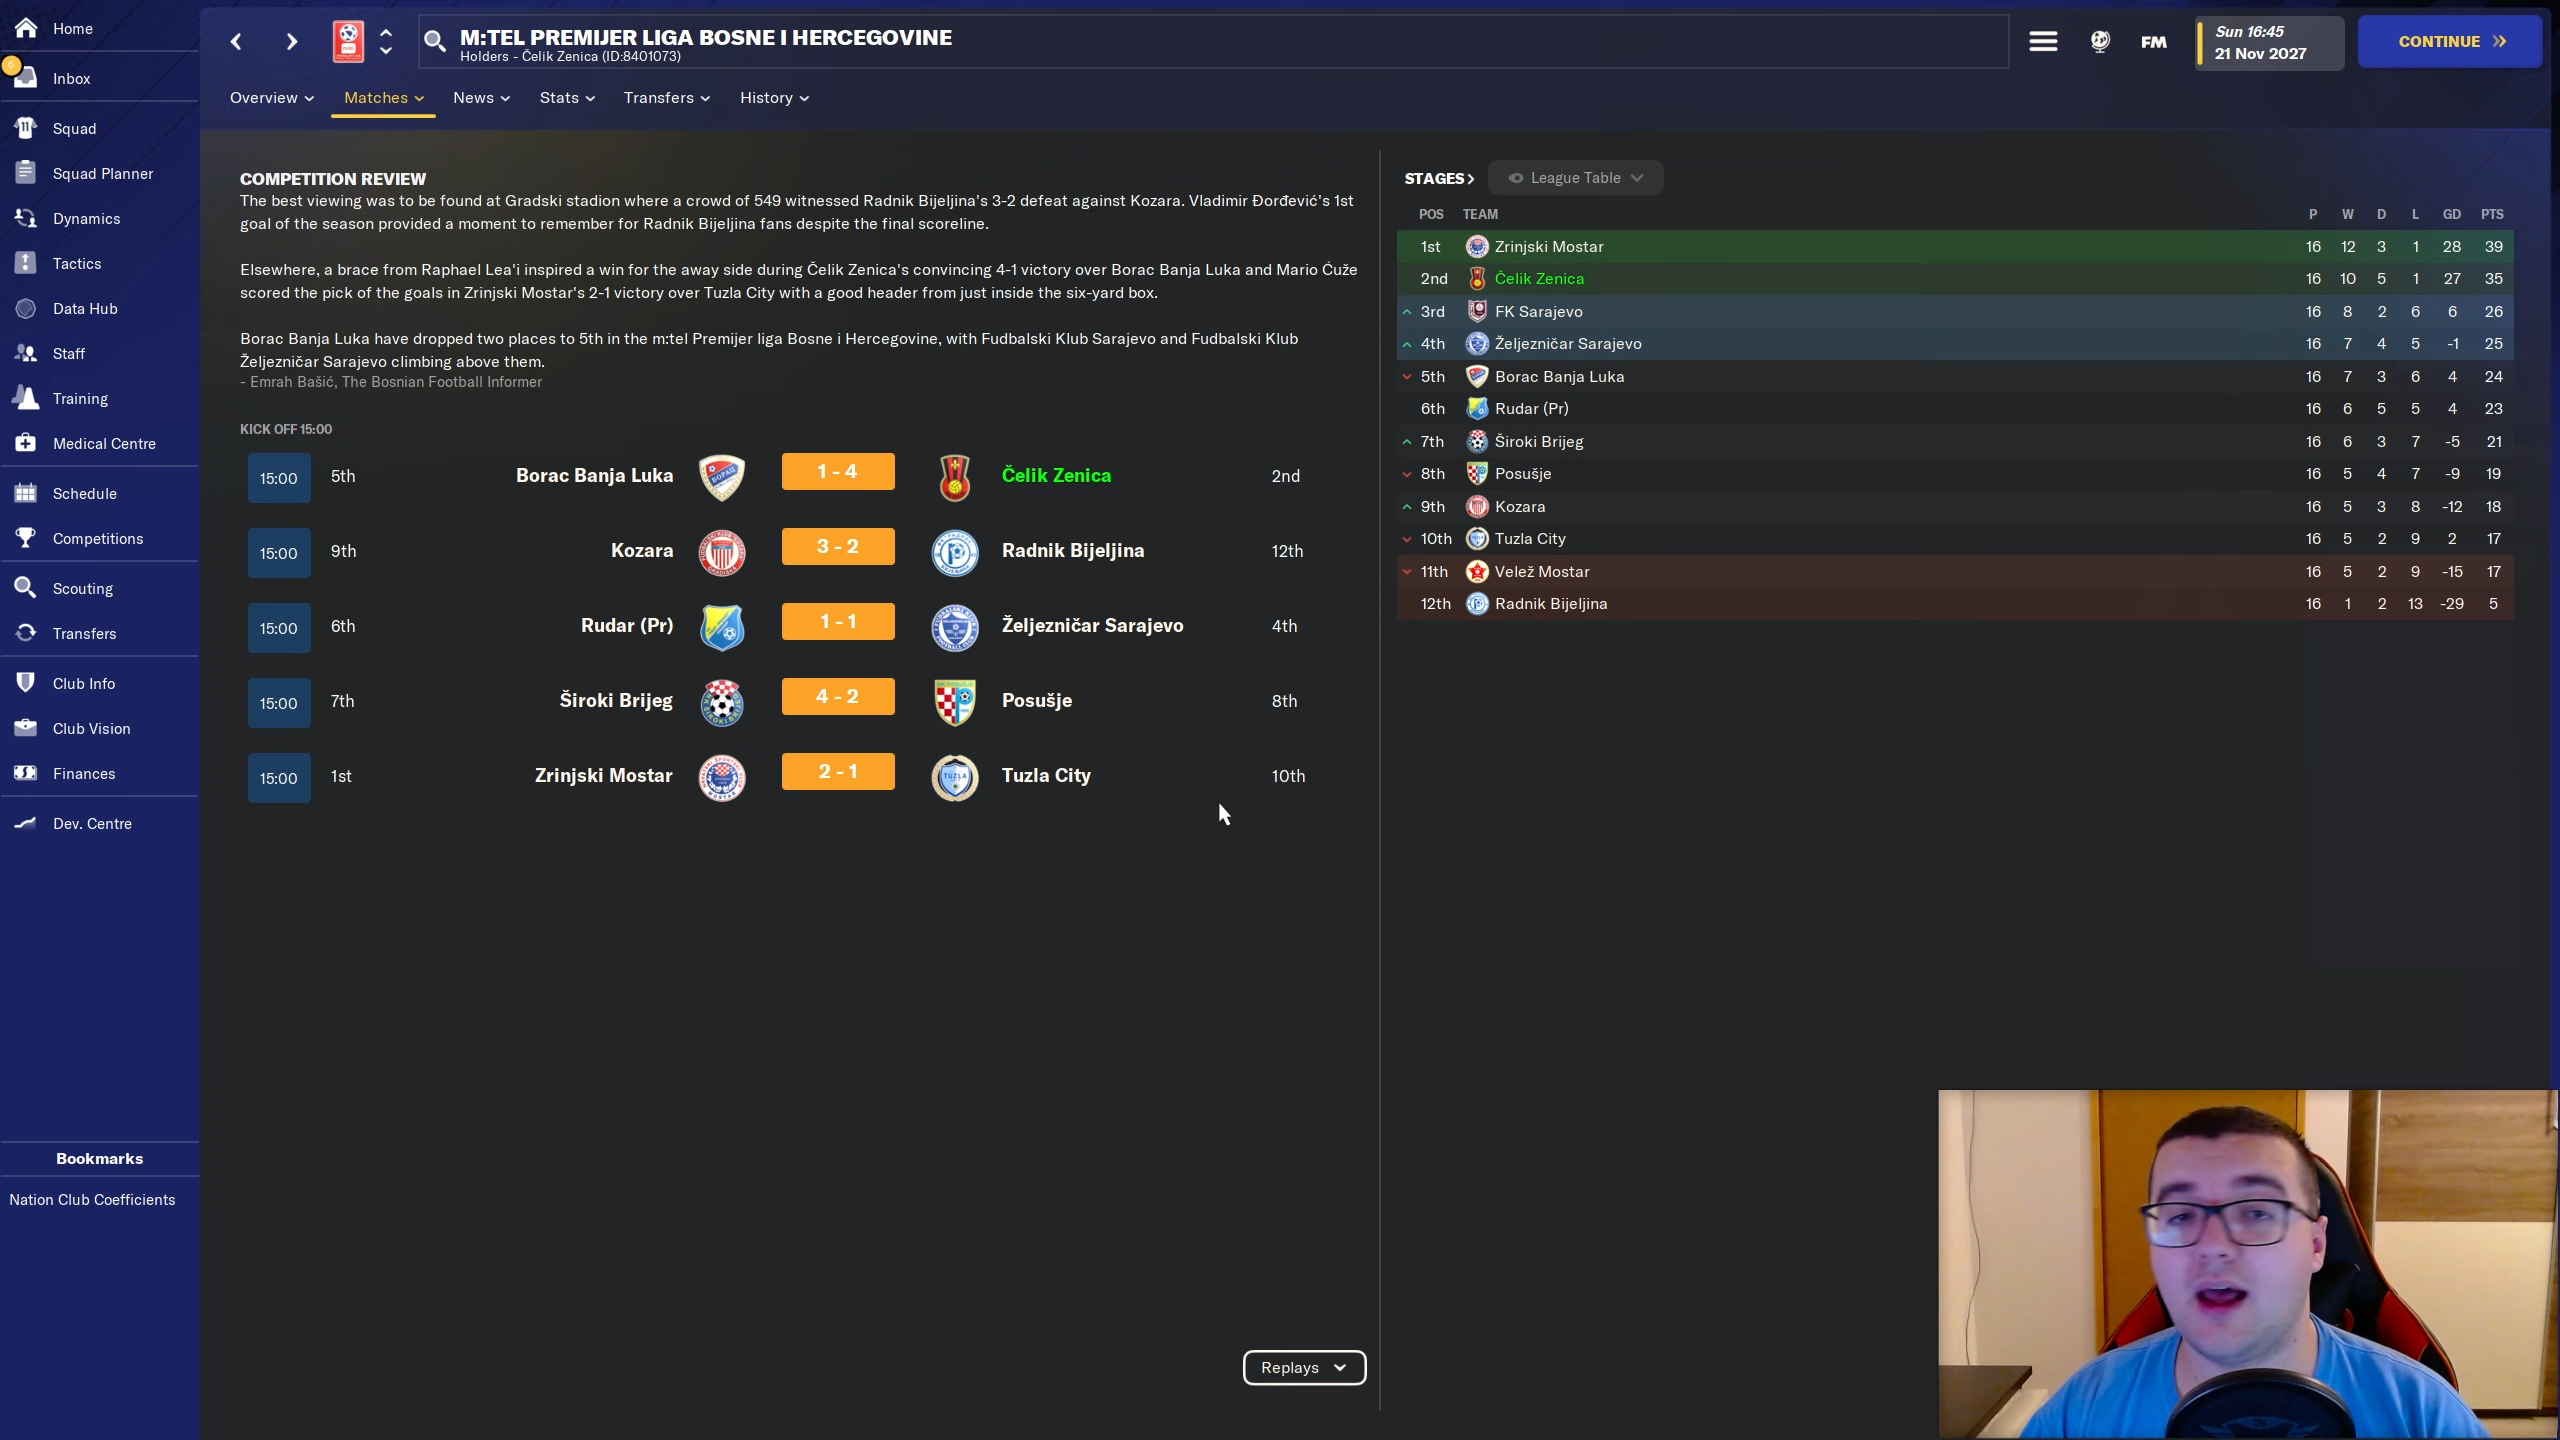 Home
Inbox
Squad
Squad Planner
Dynamics
Tactics
Data Hub
Staff
Training
Medical Centre
Schedule
Competitions
Scouting
Transfers
Club Info
Club Vision
Finances
Dev. Centre
Bookmarks
Nation Club Coefficients
M:TEL PREMIJER LIGA BOSNE I HERCEGOVINE
Holders - Čelik Zenica (ID:8401073)
FM
Sun 16:45
21 Nov 2027
CONTINUE
Overview Matches News Stats Transfers History
COMPETITION REVIEW
The best viewing was to be found at Gradski stadion where a crowd of 549 witnessed Radnik Bijeljina's 3-2 defeat against Kozara. Vladimir Đorđević's 1st
goal of the season provided a moment to remember for Radnik Bijeljina fans despite the final scoreline.
Elsewhere, a brace from Raphael Lea'i inspired a win for the away side during Čelik Zenica's convincing 4-1 victory over Borac Banja Luka and Mario Ćuže
scored the pick of the goals in Zrinjski Mostar's 2-1 victory over Tuzla City with a good header from just inside the six-yard box.
Borac Banja Luka have dropped two places to 5th in the m:tel Premijer liga Bosne i Hercegovine, with Fudbalski Klub Sarajevo and Fudbalski Klub
Željezničar Sarajevo climbing above them.
- Emrah Bašić, The Bosnian Football Informer
KICK OFF 15:00
15:00 5th Borac Banja Luka 1 - 4 Čelik Zenica 2nd
15:00 9th Kozara 3 - 2 Radnik Bijeljina 12th
15:00 6th Rudar (Pr) 1 - 1 Željezničar Sarajevo 4th
15:00 7th Široki Brijeg 4 - 2 Posušje 8th
15:00 1st Zrinjski Mostar 2 - 1 Tuzla City 10th
Replays
STAGES League Table
POS TEAM P W D L GD PTS
1st Zrinjski Mostar 16 12 3 1 28 39
2nd Čelik Zenica 16 10 5 1 27 35
3rd FK Sarajevo 16 8 2 6 6 26
4th Željezničar Sarajevo 16 7 4 5 -1 25
5th Borac Banja Luka 16 7 3 6 4 24
6th Rudar (Pr) 16 6 5 5 4 23
7th Široki Brijeg 16 6 3 7 -5 21
8th Posušje 16 5 4 7 -9 19
9th Kozara 16 5 3 8 -12 18
10th Tuzla City 16 5 2 9 2 17
11th Velež Mostar 16 5 2 9 -15 17
12th Radnik Bijeljina 16 1 2 13 -29 5